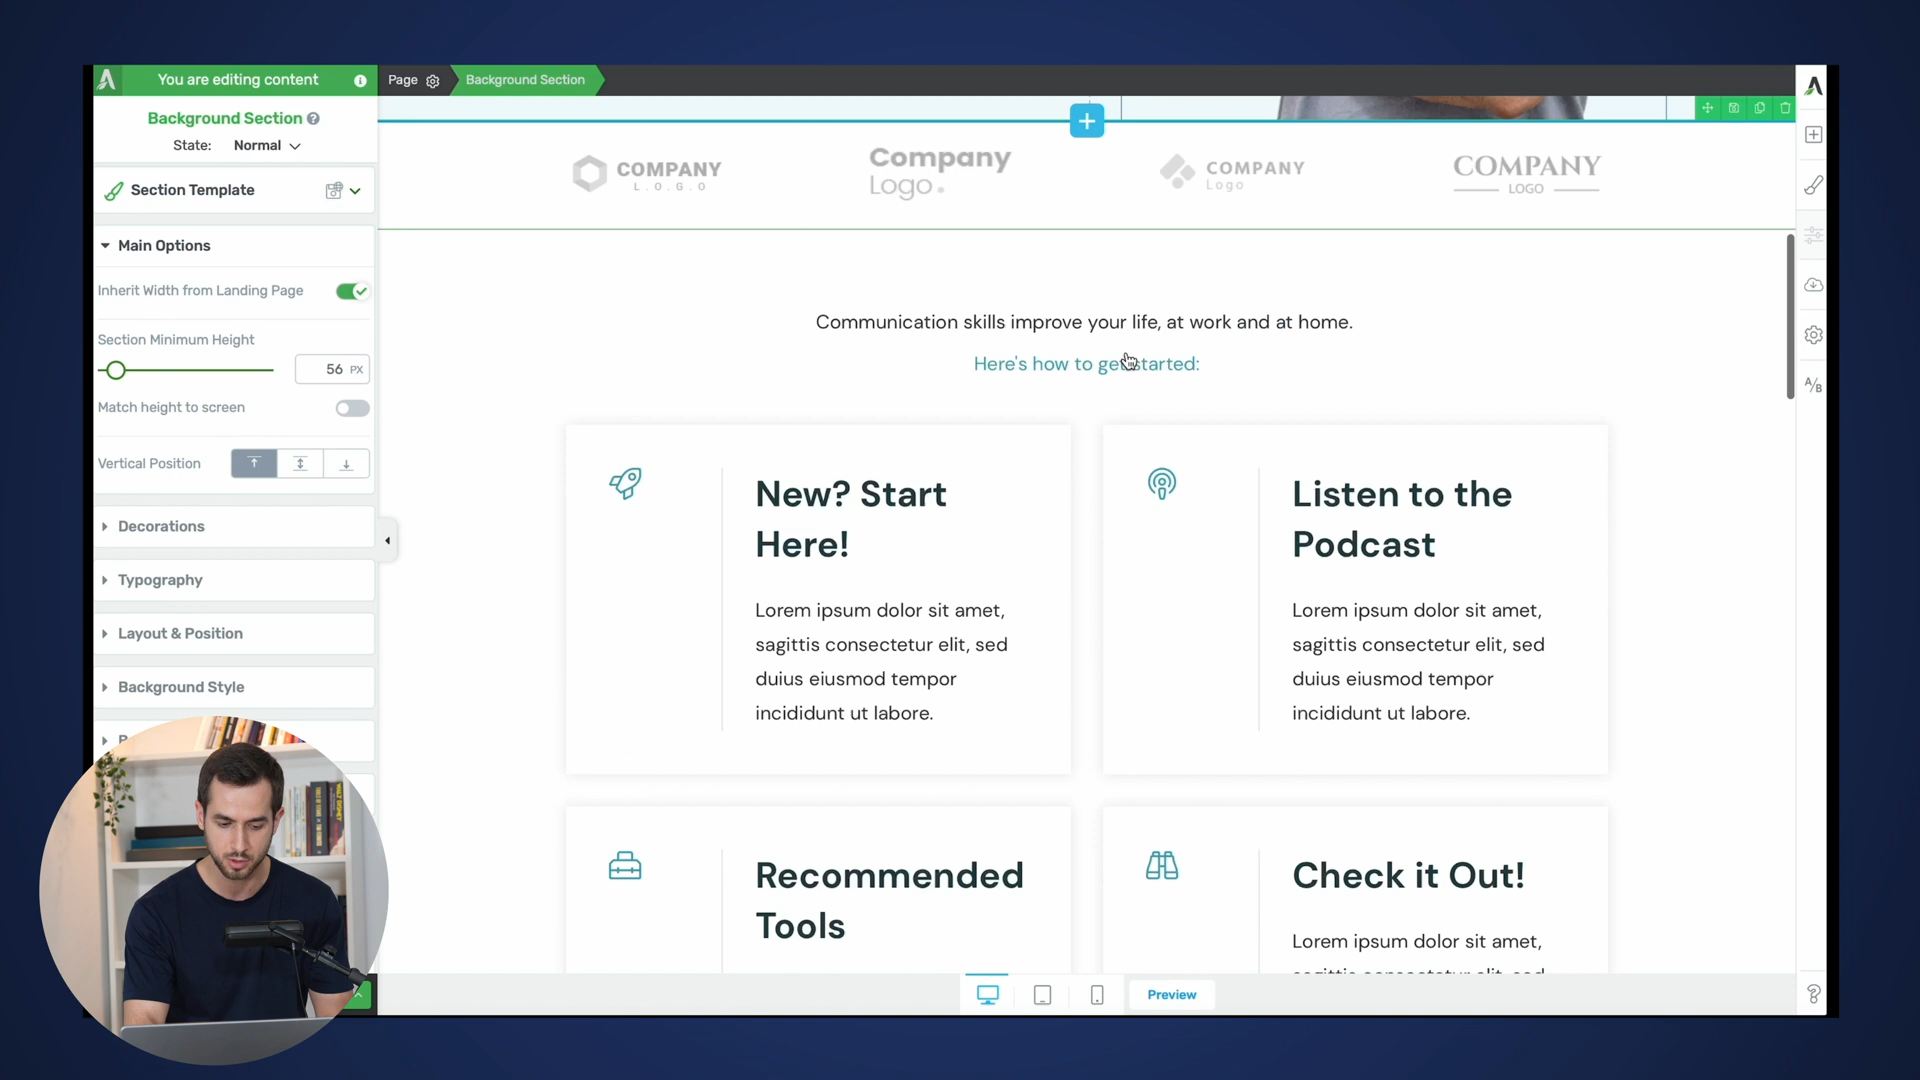 You are editing content
Page
Background Section
Background Section
State: Normal
Section Template
Main Options
Inherit Width from Landing Page
Section Minimum Height
56 PX
Match height to screen
Vertical Position
Decorations
Typography
Layout & Position
Background Style
COMPANY
L.O.G.O
Company
Logo.
COMPANY
Logo
COMPANY
LOGO
Communication skills improve your life, at work and at home.
Here's how to get started:
New? Start
Here!
Lorem ipsum dolor sit amet,
sagittis consectetur elit, sed
duius eiusmod tempor
incididunt ut labore.
Listen to the
Podcast
Lorem ipsum dolor sit amet,
sagittis consectetur elit, sed
duius eiusmod tempor
incididunt ut labore.
Recommended
Tools
Check it Out!
Lorem ipsum dolor sit amet,
Preview
A/B